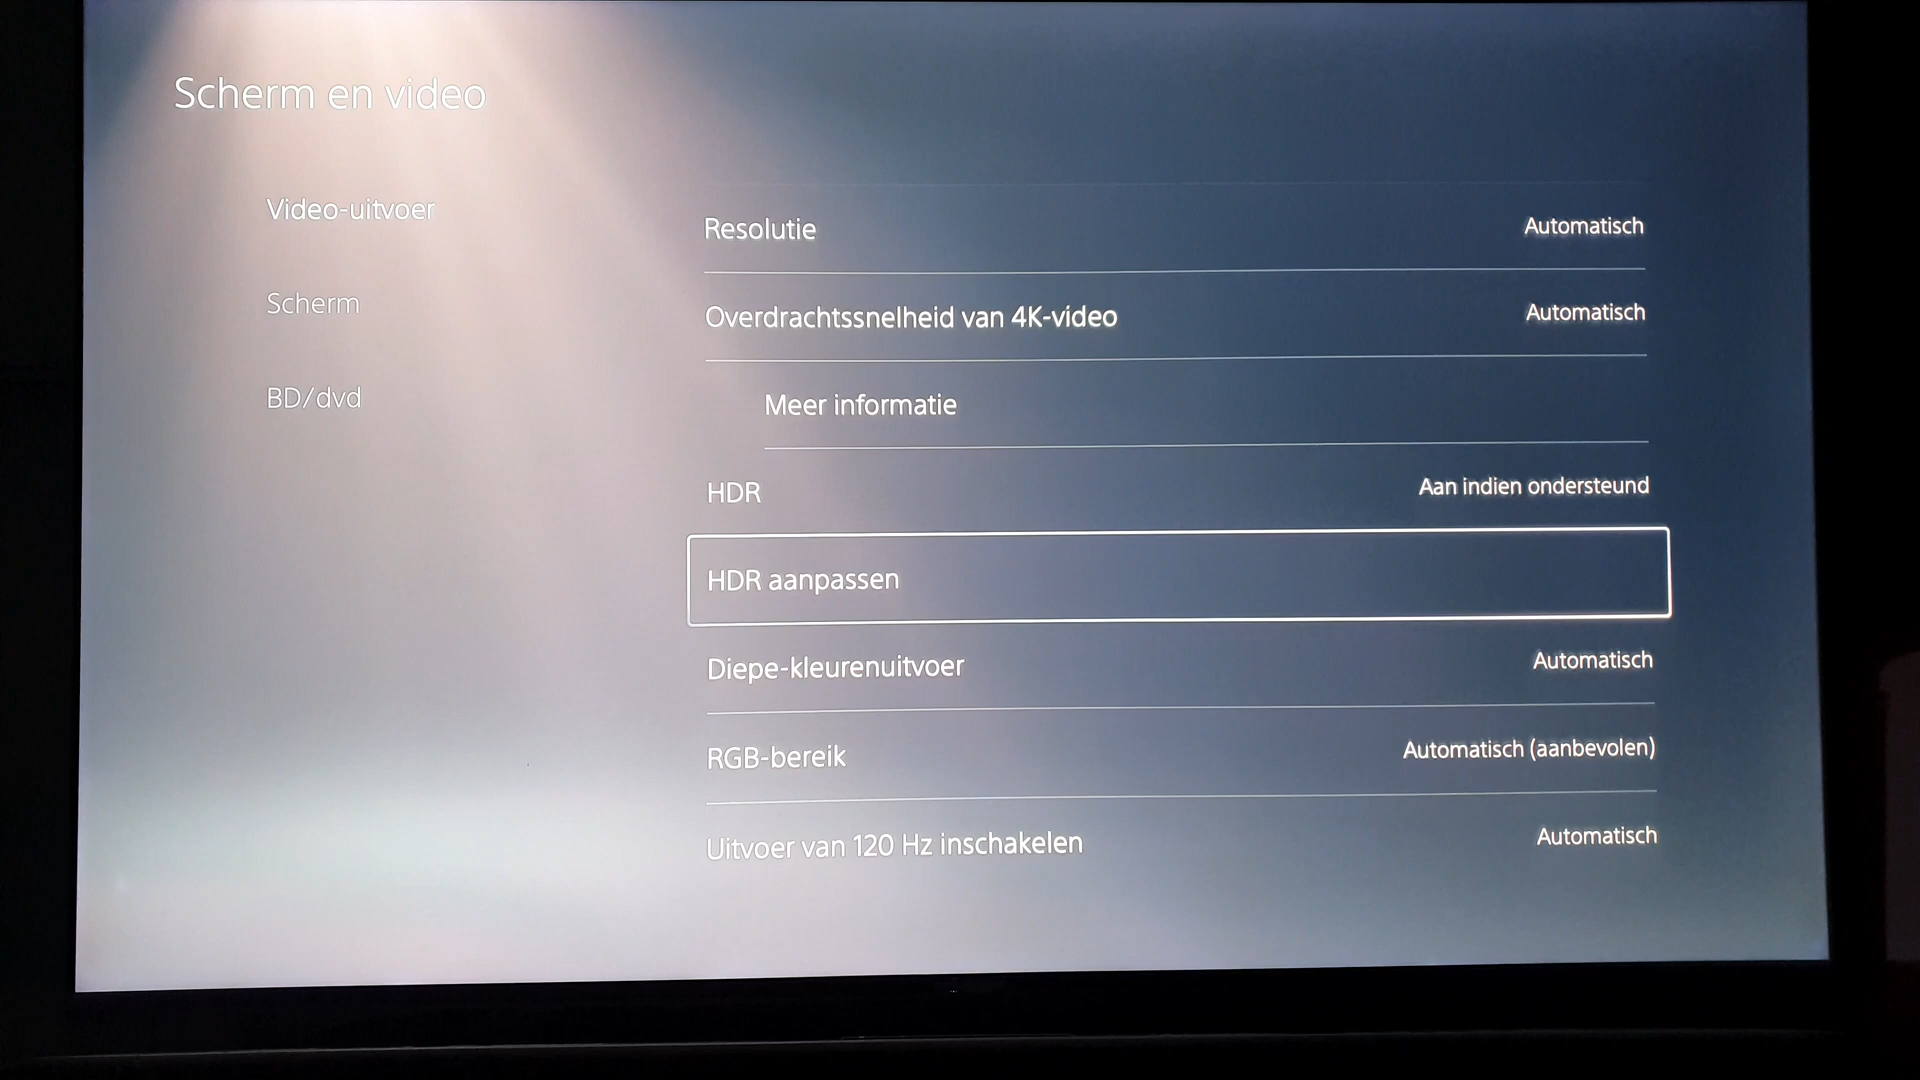 Scherm en video
Video-uitvoer
Scherm
BD/dvd
Resolutie Automatisch
Overdrachtssnelheid van 4K-video Automatisch
Meer informatie
HDR Aan indien ondersteund
HDR aanpassen
Diepe-kleurenuitvoer Automatisch
RGB-bereik Automatisch (aanbevolen)
Uitvoer van 120 Hz inschakelen Automatisch